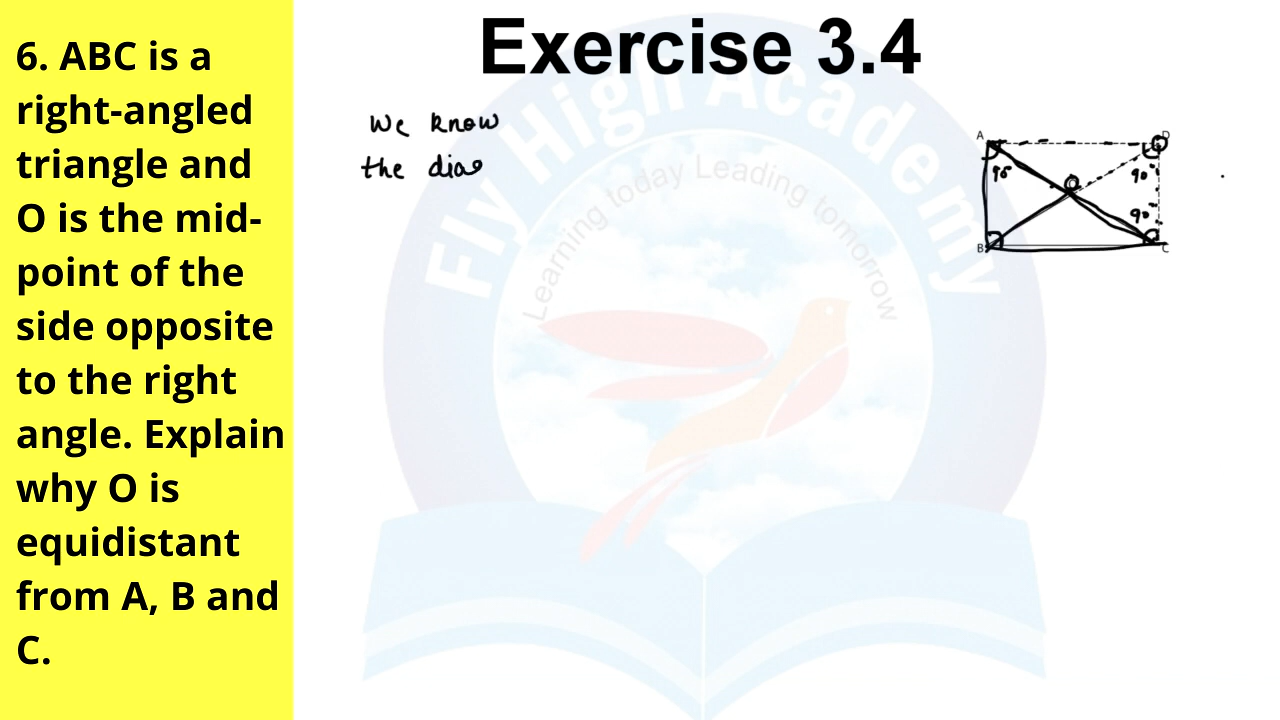 Exercise 3.4
6. ABC is a
right-angled
triangle and
O is the mid-
point of the
side opposite
to the right
angle. Explain
why O is
equidistant
from A, B and
C.
We know
the diag
A
D
90°
90°
O
90°
B
C
Fly High Academy
Learning today Leading tomorrow